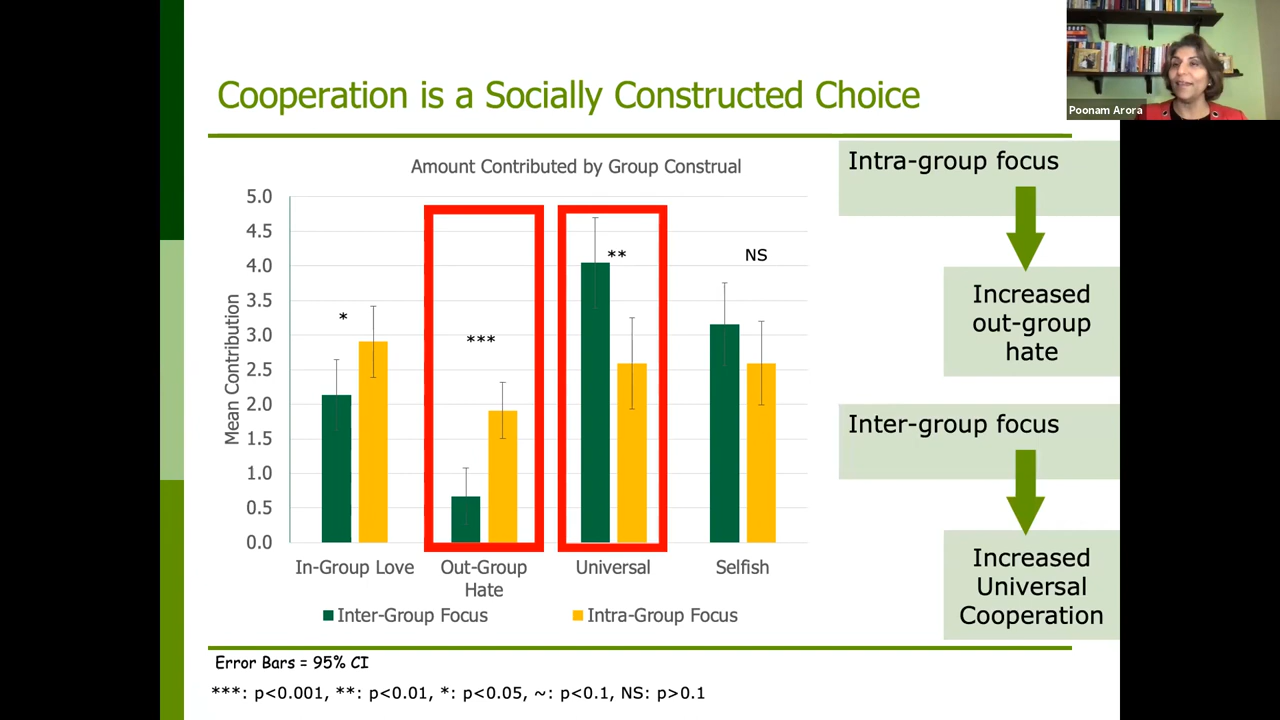 Cooperation is a Socially Constructed Choice
Poonam Arora
Amount Contributed by Group Construal
Mean Contribution
5.0
4.5
4.0
3.5
3.0
2.5
2.0
1.5
1.0
0.5
0.0
*
***
**
NS
In-Group Love
Out-Group
Hate
Universal
Selfish
Inter-Group Focus
Intra-Group Focus
Intra-group focus
Increased
out-group
hate
Inter-group focus
Increased
Universal
Cooperation
Error Bars = 95% CI
***: p<0.001, **: p<0.01, *: p<0.05, ~: p<0.1, NS: p>0.1